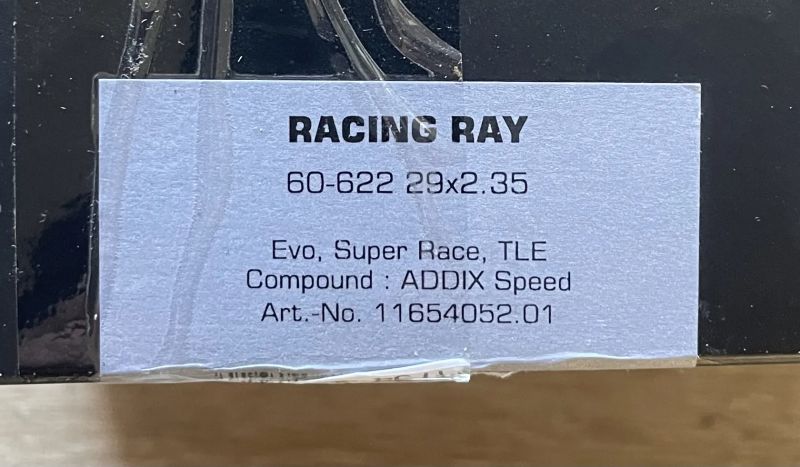 RACING RAY
60-622 29x2.35
Evo, Super Race, TLE
Compound : ADDIX Speed
Art.-No. 11654052.01